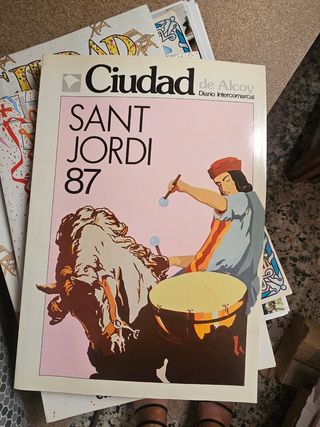 Ciudad
de Alcoy
Diario Intercomarcal
SANT
JORDI
87